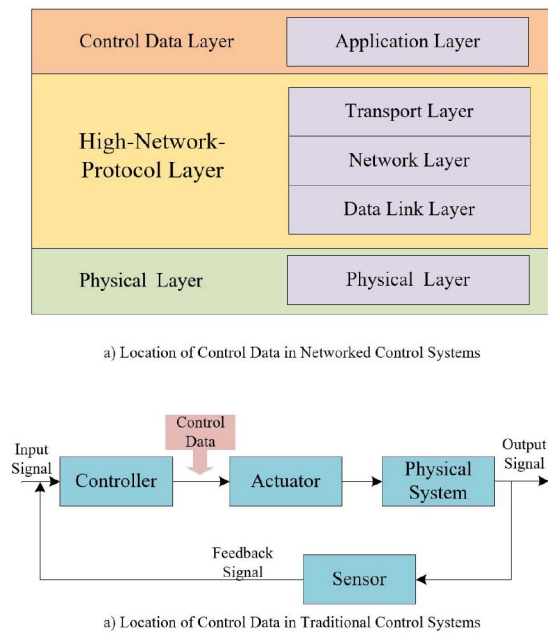 Control Data Layer
Application Layer
High-Network-
Protocol Layer
Transport Layer
Network Layer
Data Link Layer
Physical Layer
Physical Layer
a) Location of Control Data in Networked Control Systems
Control
Data
Input
Signal
Controller
Actuator
Physical
System
Output
Signal
Feedback
Signal
Sensor
a) Location of Control Data in Traditional Control Systems